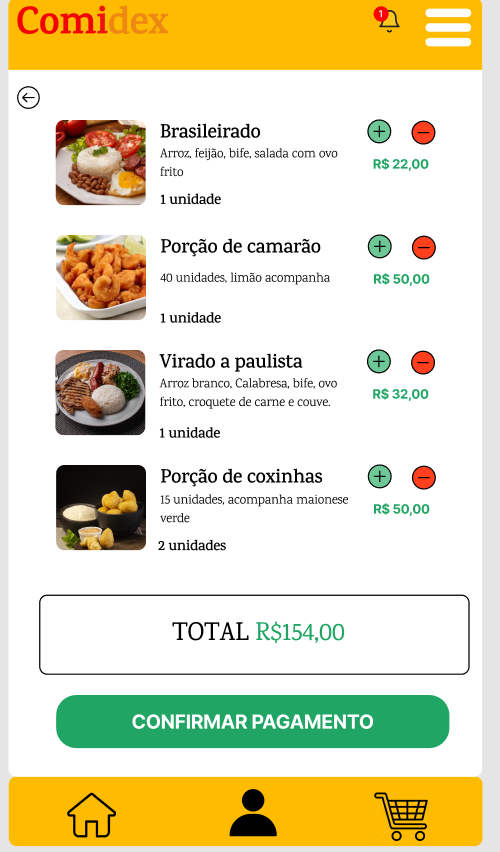 Comidex
1
Brasileirado
Arroz, feijão, bife, salada com ovo
frito
R$ 22,00
1 unidade
Porção de camarão
40 unidades, limão acompanha
R$ 50,00
1 unidade
Virado a paulista
Arroz branco, Calabresa, bife, ovo
frito, croquete de carne e couve.
R$ 32,00
1 unidade
Porção de coxinhas
15 unidades, acompanha maionese
verde
R$ 50,00
2 unidades
TOTAL R$154,00
CONFIRMAR PAGAMENTO